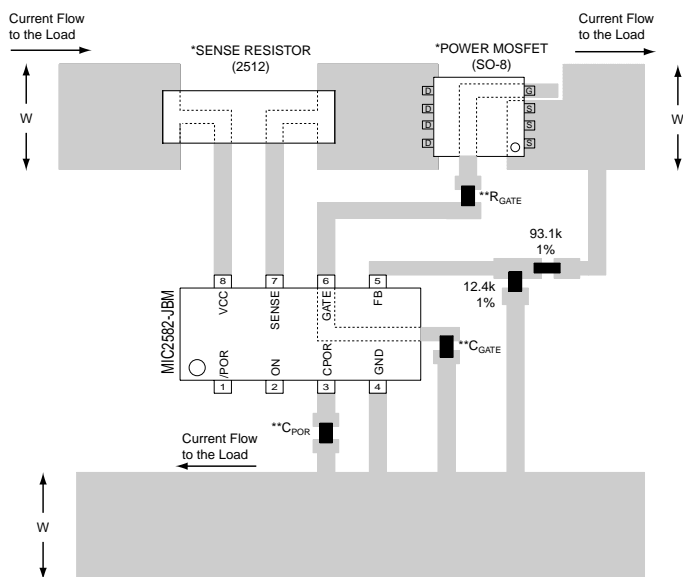 Current Flow
to the Load
*SENSE RESISTOR
(2512)
*POWER MOSFET
(SO-8)
Current Flow
to the Load
W
D
G
D
S
D
S
D
S
W
**RGATE
93.1k
1%
12.4k
1%
8
7
6
5
VCC
SENSE
GATE
FB
MIC2582-JBM
/POR
ON
CPOR
GND
1
2
3
4
**CGATE
**CPOR
Current Flow
to the Load
W